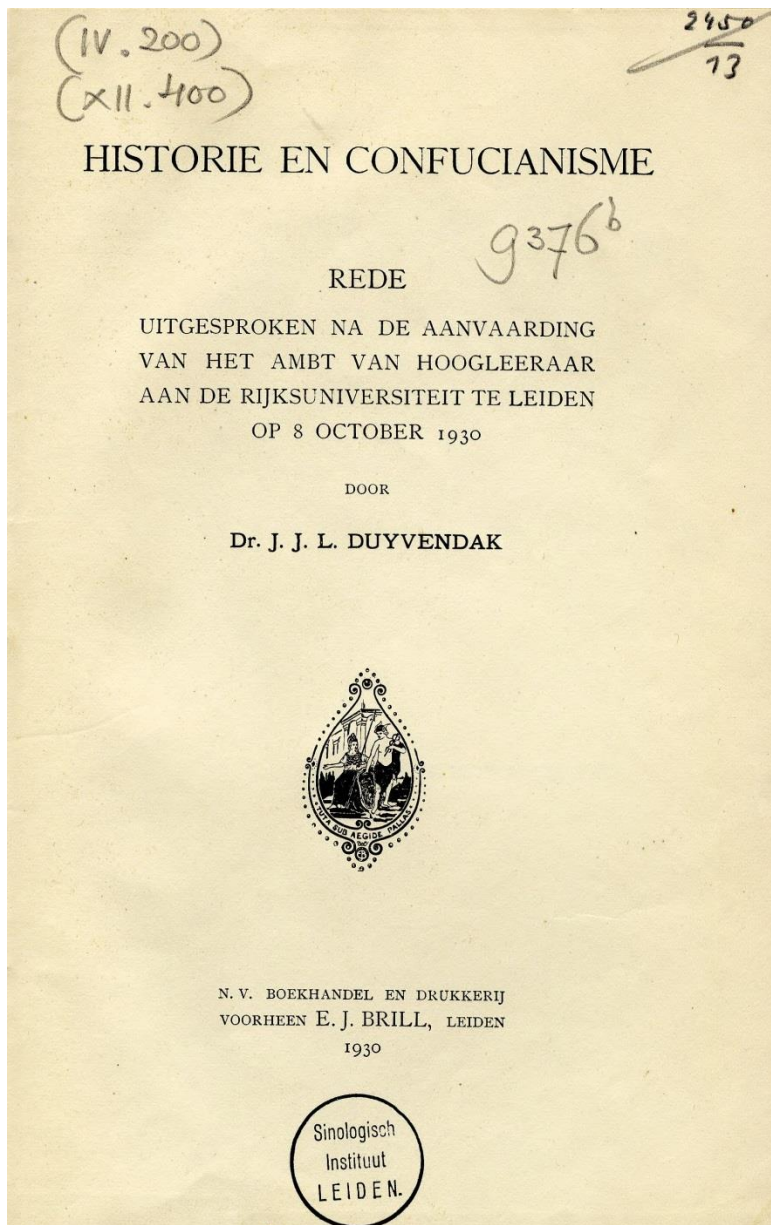 (IV. 200)
(XII. 400)
2450
13
HISTORIE EN CONFUCIANISME
9376b
REDE
UITGESPROKEN NA DE AANVAARDING
VAN HET AMBT VAN HOOGLEERAAR
AAN DE RIJKSUNIVERSITEIT TE LEIDEN
OP 8 OCTOBER 1930
DOOR
Dr. J. J. L. DUYVENDAK
TUTA SUB AEGIDE PALLAS
N. V. BOEKHANDEL EN DRUKKERIJ
VOORHEEN E. J. BRILL, LEIDEN
1930
Sinologisch
Instituut
LEIDEN.